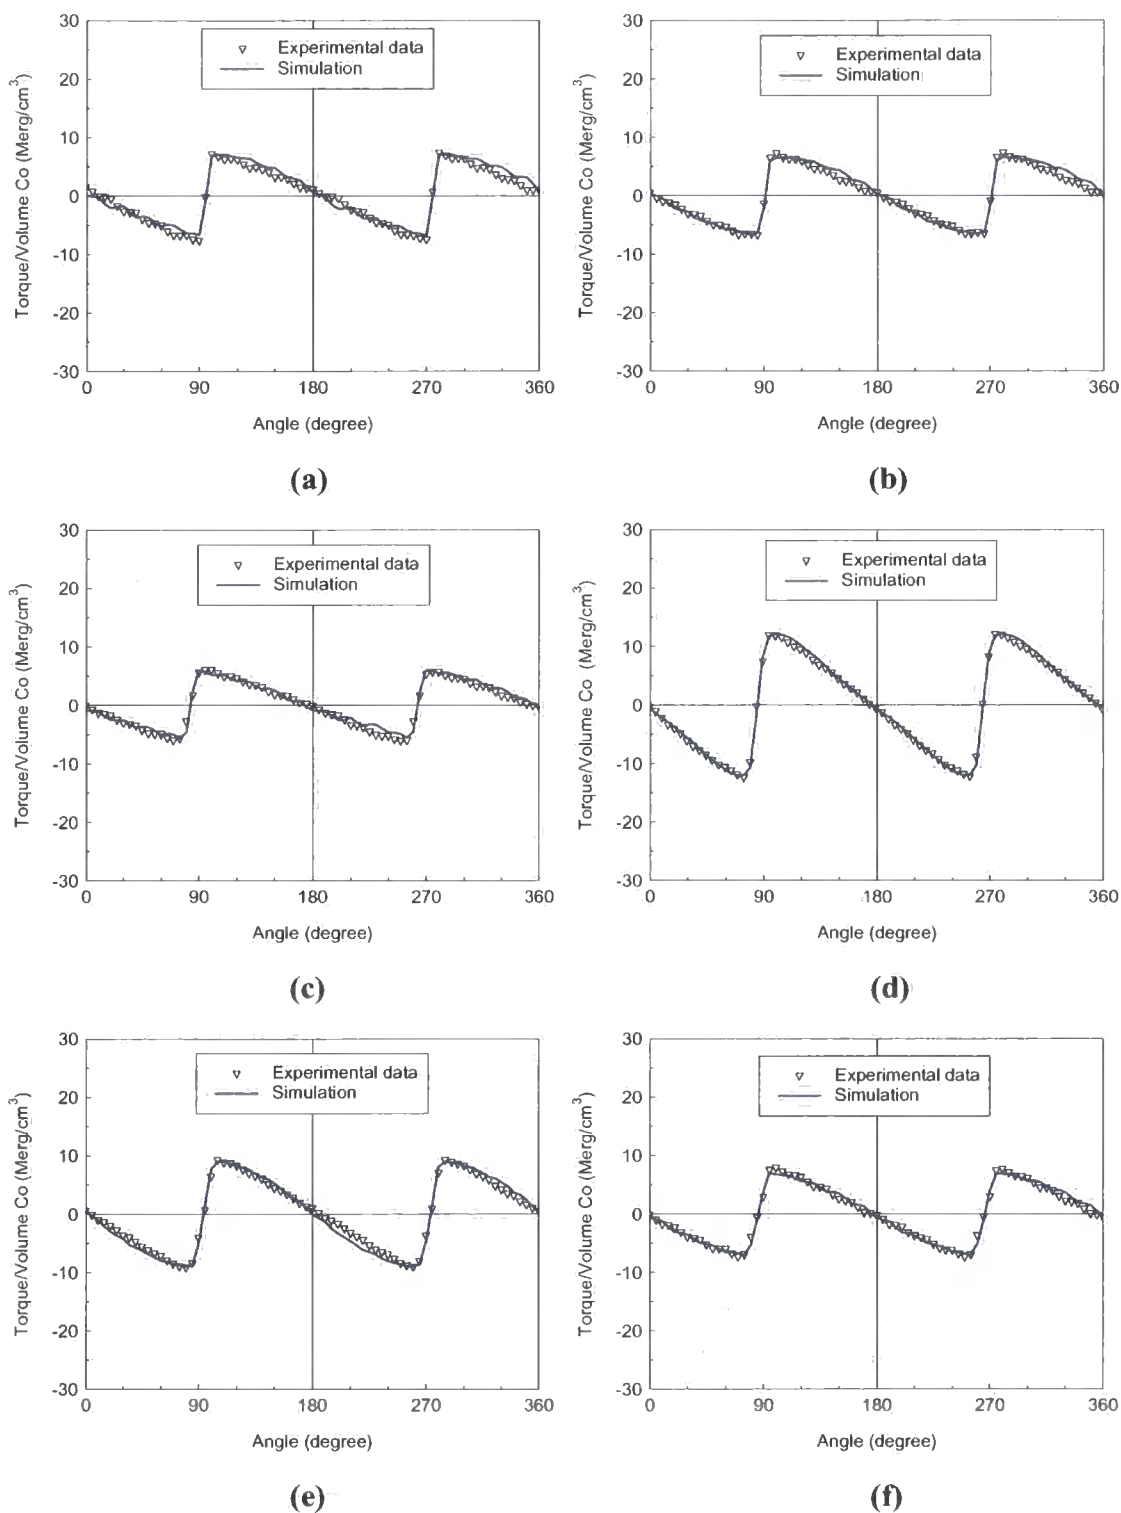 30
20
10
0
-10
-20
-30
Torque/Volume Co (Merg/cm³)
Experimental data
Simulation
0 90 180 270 360
Angle (degree)
(a)
30
20
10
0
-10
-20
-30
Torque/Volume Co (Merg/cm³)
Experimental data
Simulation
0 90 180 270 360
Angle (degree)
(b)
30
20
10
0
-10
-20
-30
Torque/Volume Co (Merg/cm³)
Experimental data
Simulation
0 90 180 270 360
Angle (degree)
(c)
30
20
10
0
-10
-20
-30
Torque/Volume Co (Merg/cm³)
Experimental data
Simulation
0 90 180 270 360
Angle (degree)
(d)
30
20
10
0
-10
-20
-30
Torque/Volume Co (Merg/cm³)
Experimental data
Simulation
0 90 180 270 360
Angle (degree)
(e)
30
20
10
0
-10
-20
-30
Torque/Volume Co (Merg/cm³)
Experimental data
Simulation
0 90 180 270 360
Angle (degree)
(f)